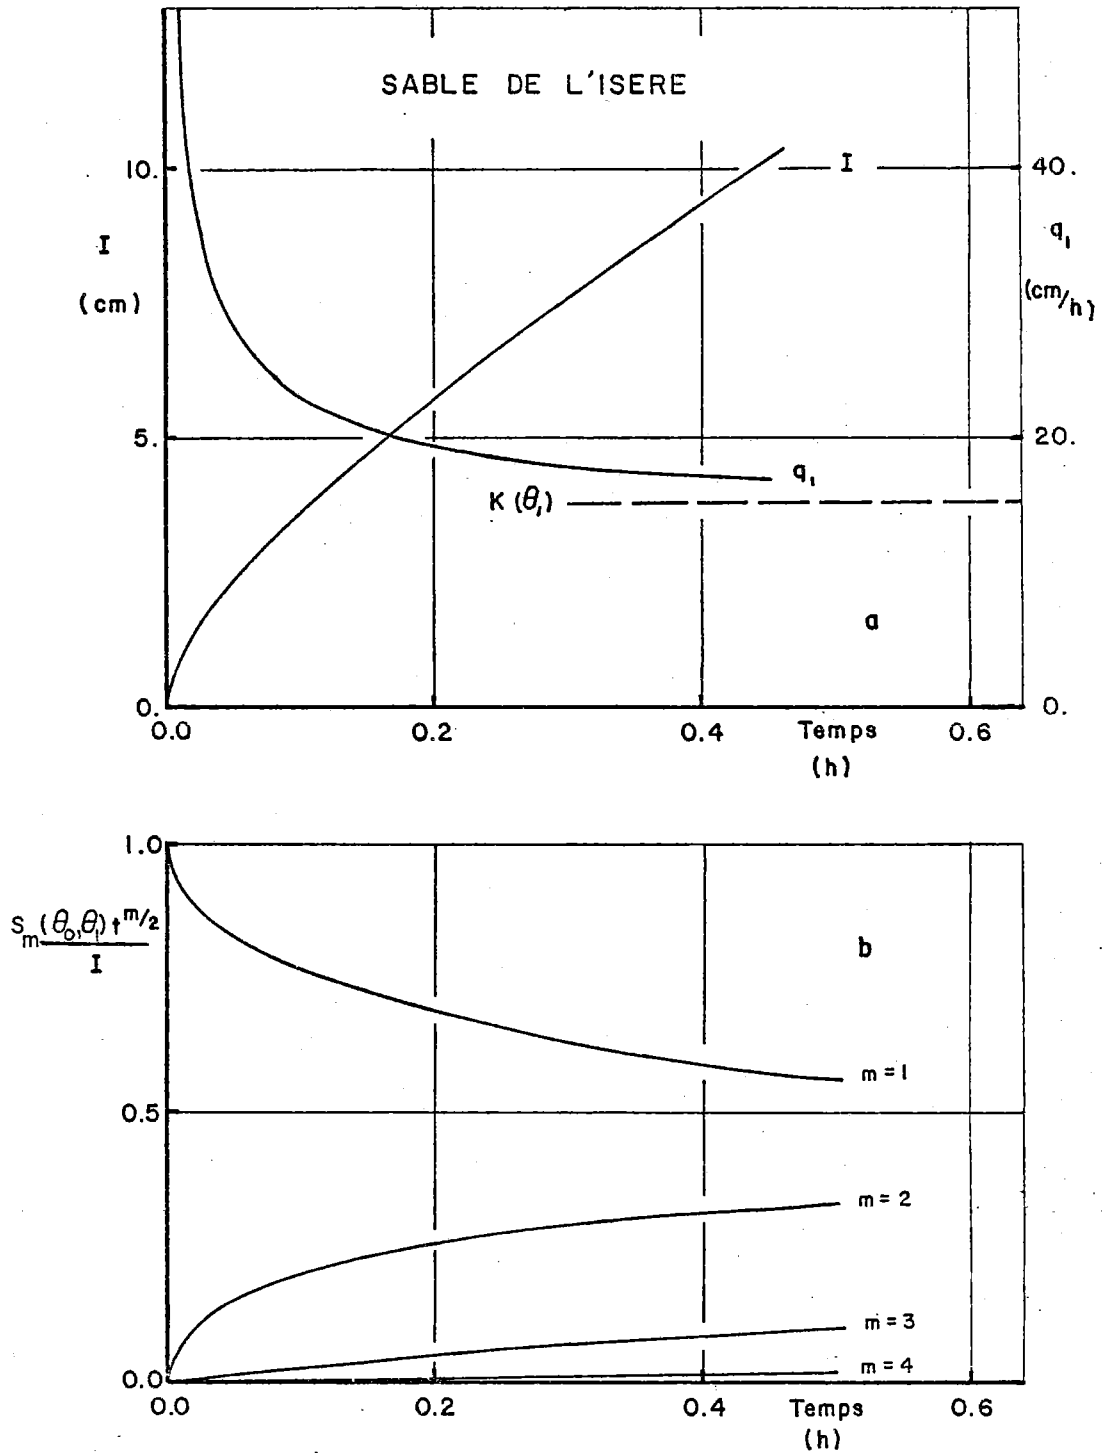 SABLE DE L'ISERE
10.
I
40.
I
(cm)
q₁
(cm/h)
5.
20.
q₁
K(θ₁)
a
0.
0.
0.0
0.2
0.4
Temps
(h)
0.6
1.0
Sₘ(θ₀,θ₁)t^m/2
I
b
m=1
0.5
m=2
m=3
m=4
0.0
0.0
0.2
0.4
Temps
(h)
0.6